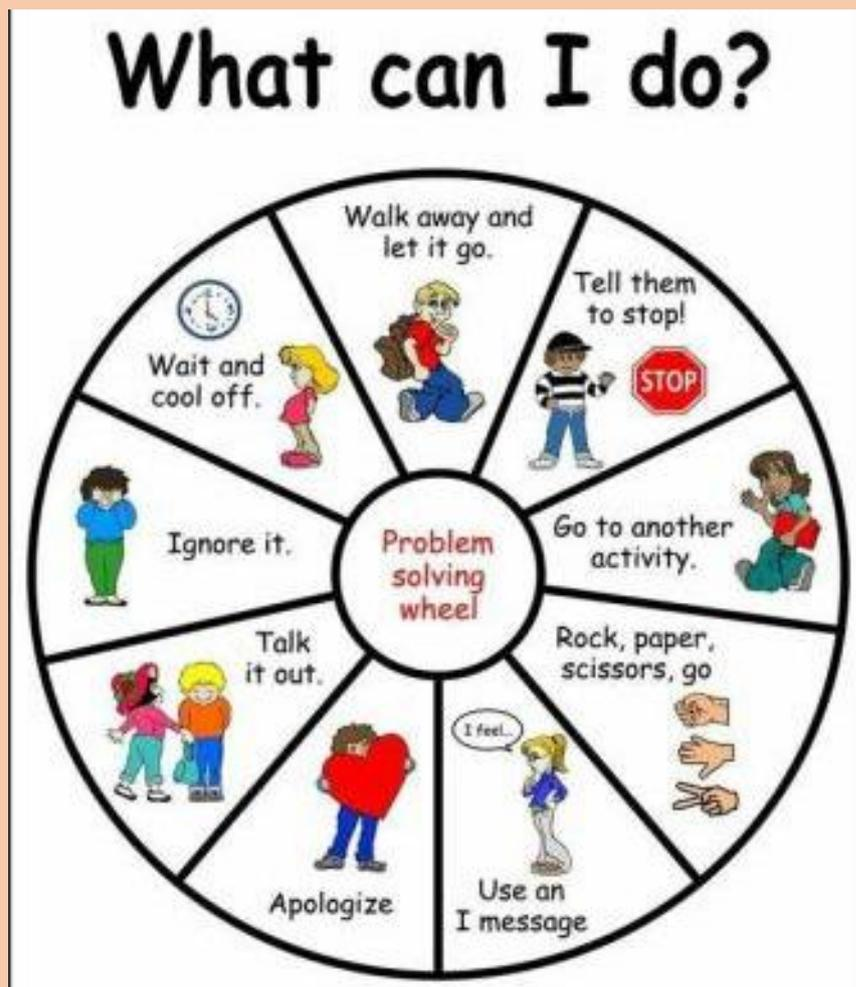 What can I do?
Walk away and
let it go.
Tell them
to stop!
STOP
Go to another
activity.
Rock, paper,
scissors, go
I feel...
Use an
I message
Apologize
Talk
it out.
Ignore it.
Wait and
cool off.
Problem
solving
wheel